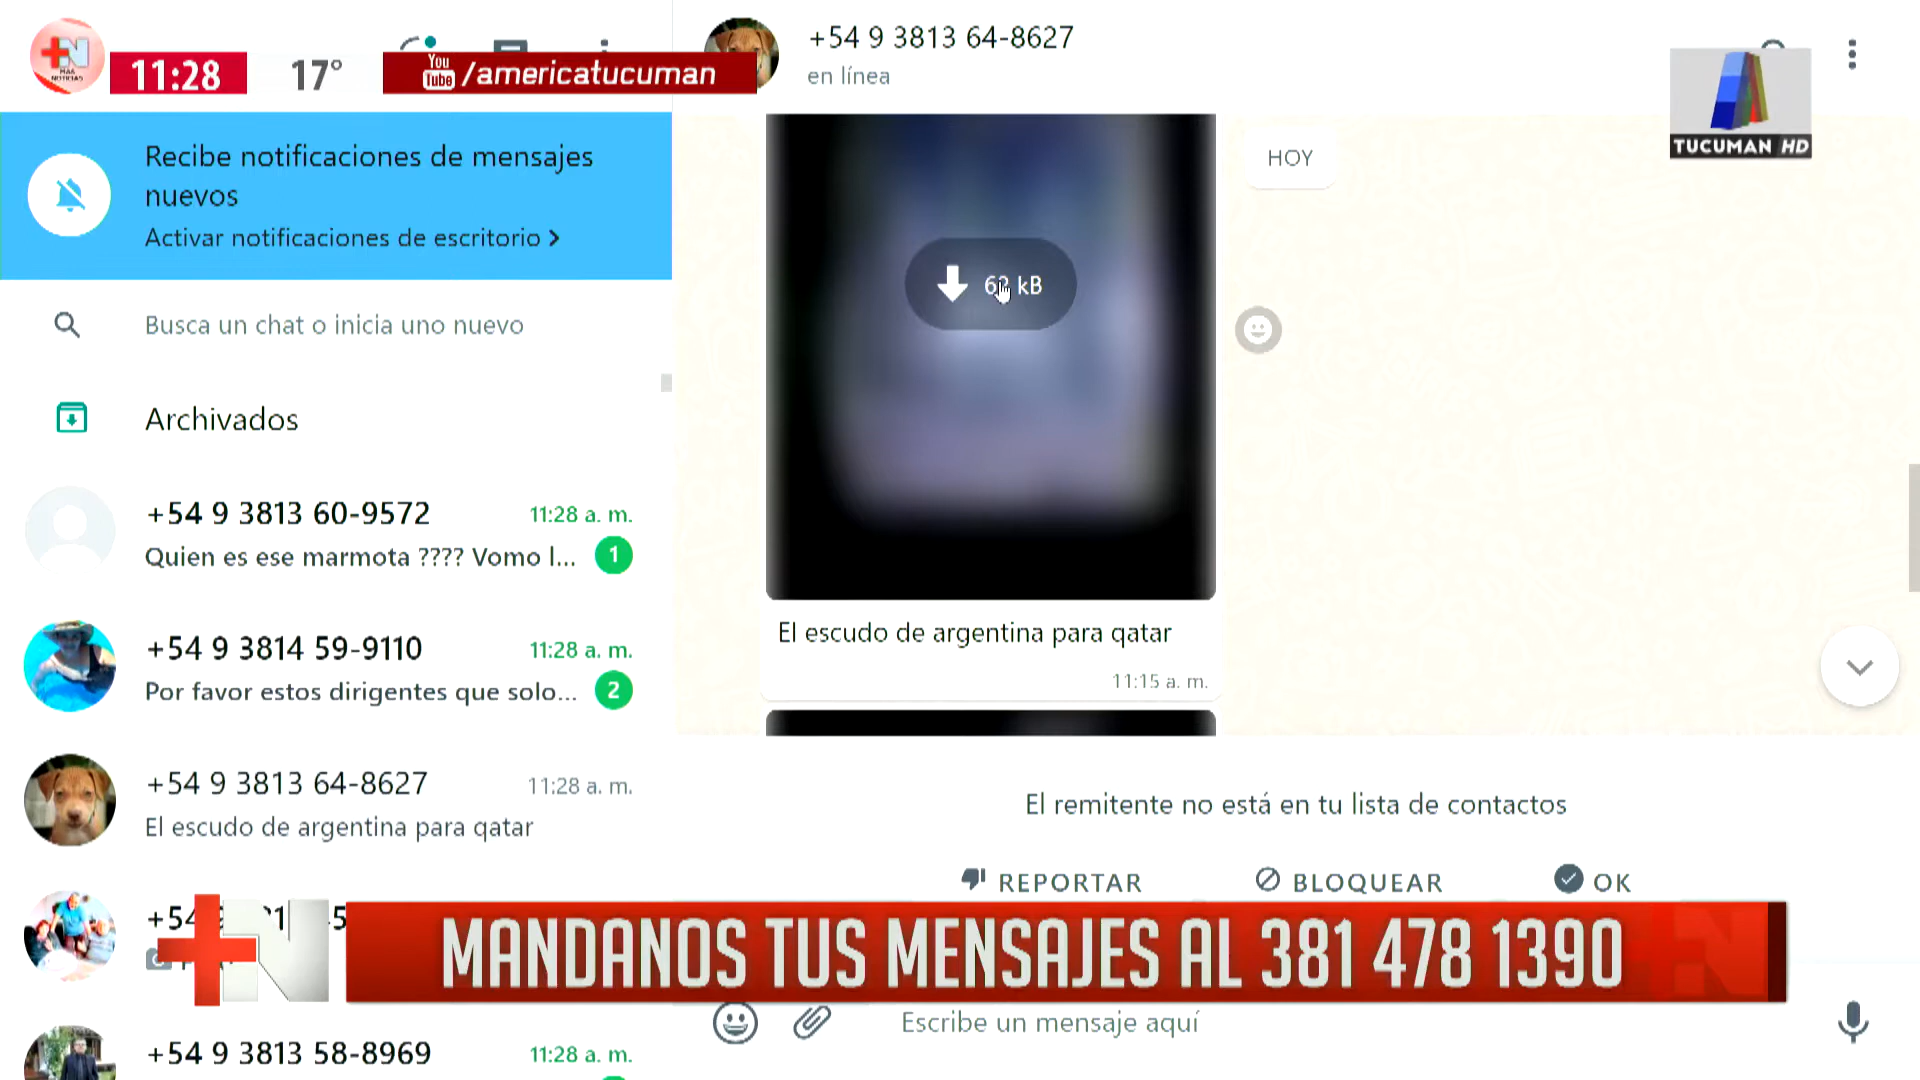 +N
MÁS
NOTICIAS
11:28
17°
You
Tube /americatucuman
+54 9 3813 64-8627
en línea
TUCUMAN HD
Recibe notificaciones de mensajes
nuevos
Activar notificaciones de escritorio >
HOY
kB
Busca un chat o inicia uno nuevo
Archivados
+54 9 3813 60-9572
11:28 a. m.
Quien es ese marmota ???? Vomo l...
1
El escudo de argentina para qatar
11:15 a. m.
+54 9 3814 59-9110
11:28 a. m.
Por favor estos dirigentes que solo...
2
+54 9 3813 64-8627
11:28 a. m.
El escudo de argentina para qatar
El remitente no está en tu lista de contactos
REPORTAR
BLOQUEAR
OK
+54
+N
MANDANOS TUS MENSAJES AL 381 478 1390
Escribe un mensaje aquí
+54 9 3813 58-8969
11:28 a. m.